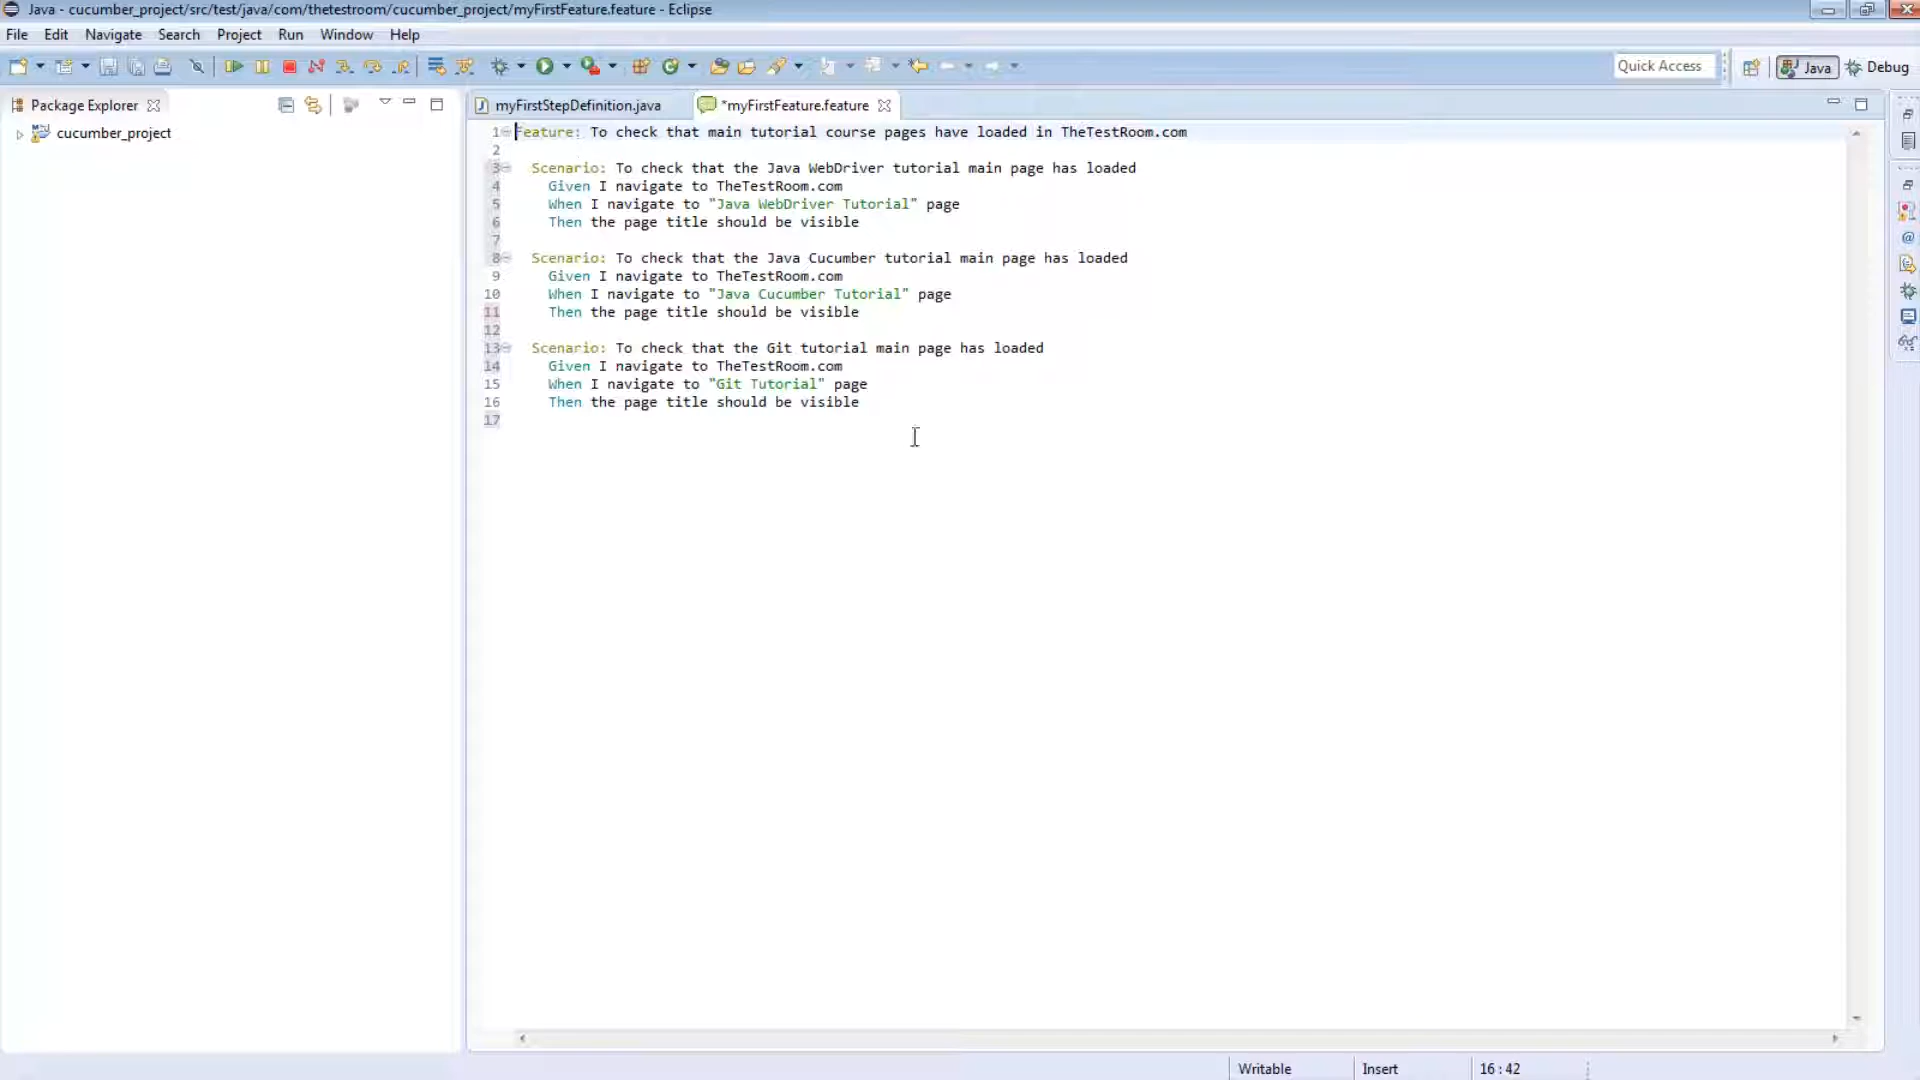 Java - cucumber_project/src/test/java/com/thetestroom/cucumber_project/myFirstFeature.feature - Eclipse
File Edit Navigate Search Project Run Window Help
Quick Access Java Debug
Package Explorer
cucumber_project
myFirstStepDefinition.java *myFirstFeature.feature
1 Feature: To check that main tutorial course pages have loaded in TheTestRoom.com
2
3 Scenario: To check that the Java WebDriver tutorial main page has loaded
4 Given I navigate to TheTestRoom.com
5 When I navigate to "Java WebDriver Tutorial" page
6 Then the page title should be visible
7
8 Scenario: To check that the Java Cucumber tutorial main page has loaded
9 Given I navigate to TheTestRoom.com
10 When I navigate to "Java Cucumber Tutorial" page
11 Then the page title should be visible
12
13 Scenario: To check that the Git tutorial main page has loaded
14 Given I navigate to TheTestRoom.com
15 When I navigate to "Git Tutorial" page
16 Then the page title should be visible
17
Writable Insert 16 : 42